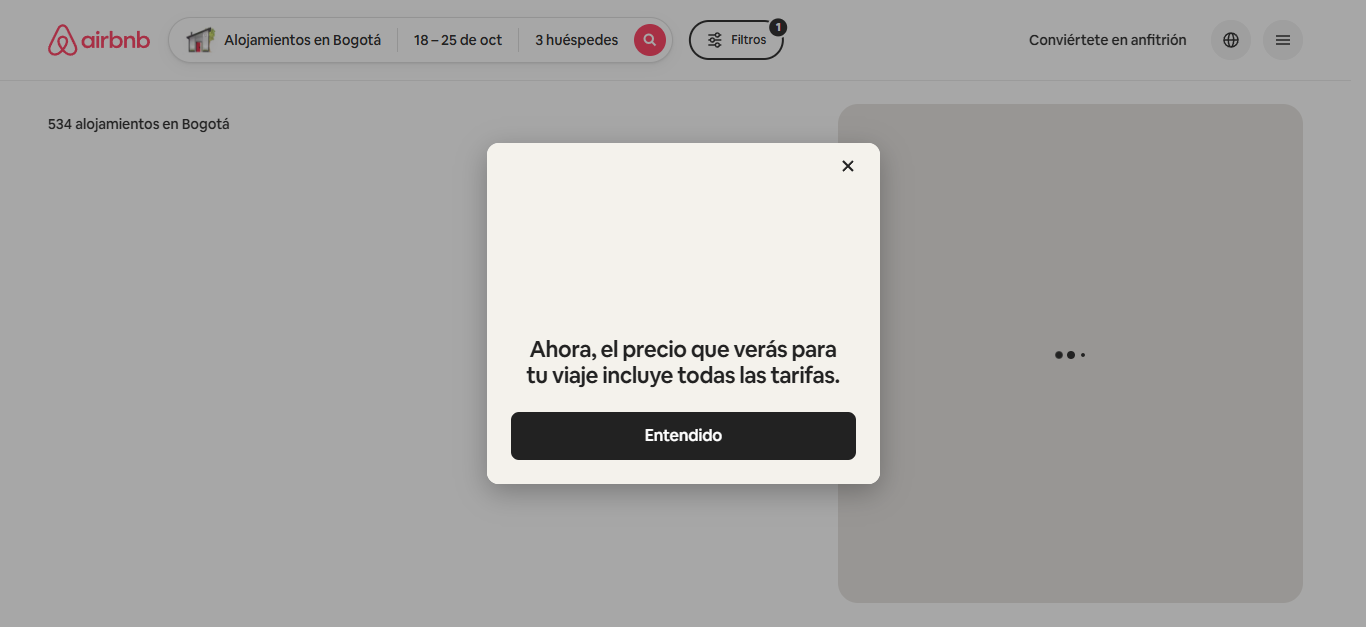 airbnb
Alojamientos en Bogotá
18 – 25 de oct
3 huéspedes
Filtros
1
Conviértete en anfitrión
534 alojamientos en Bogotá
Ahora, el precio que verás para
tu viaje incluye todas las tarifas.
Entendido